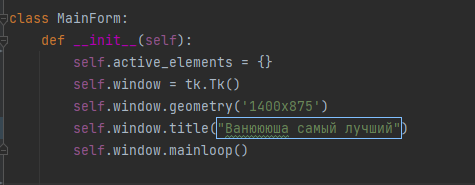 class MainForm:
def __init__(self):
self.active_elements = {}
self.window = tk.Tk()
self.window.geometry('1400x875')
self.window.title("Ванююша самый лучший")
self.window.mainloop()